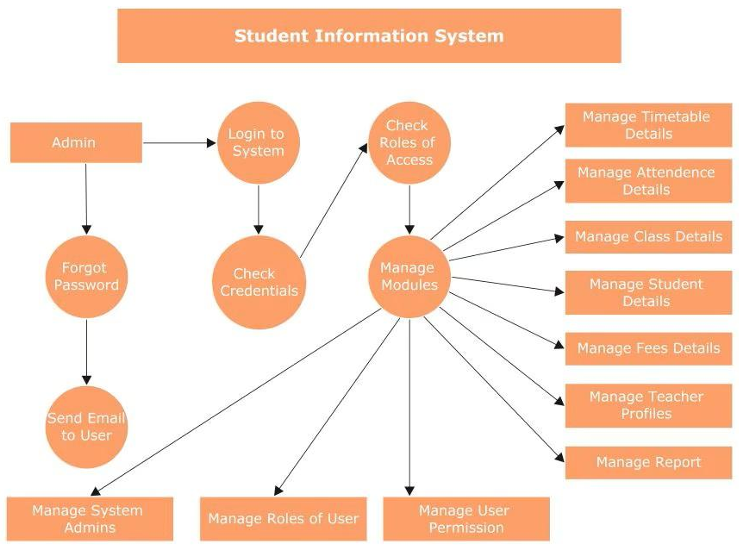 Student Information System
Admin
Login to
System
Check
Roles of
Access
Manage Timetable
Details
Manage Attendence
Details
Manage Class Details
Forgot
Password
Check
Credentials
Manage
Modules
Manage Student
Details
Manage Fees Details
Manage Teacher
Profiles
Send Email
to User
Manage Report
Manage System
Admins
Manage Roles of User
Manage User
Permission